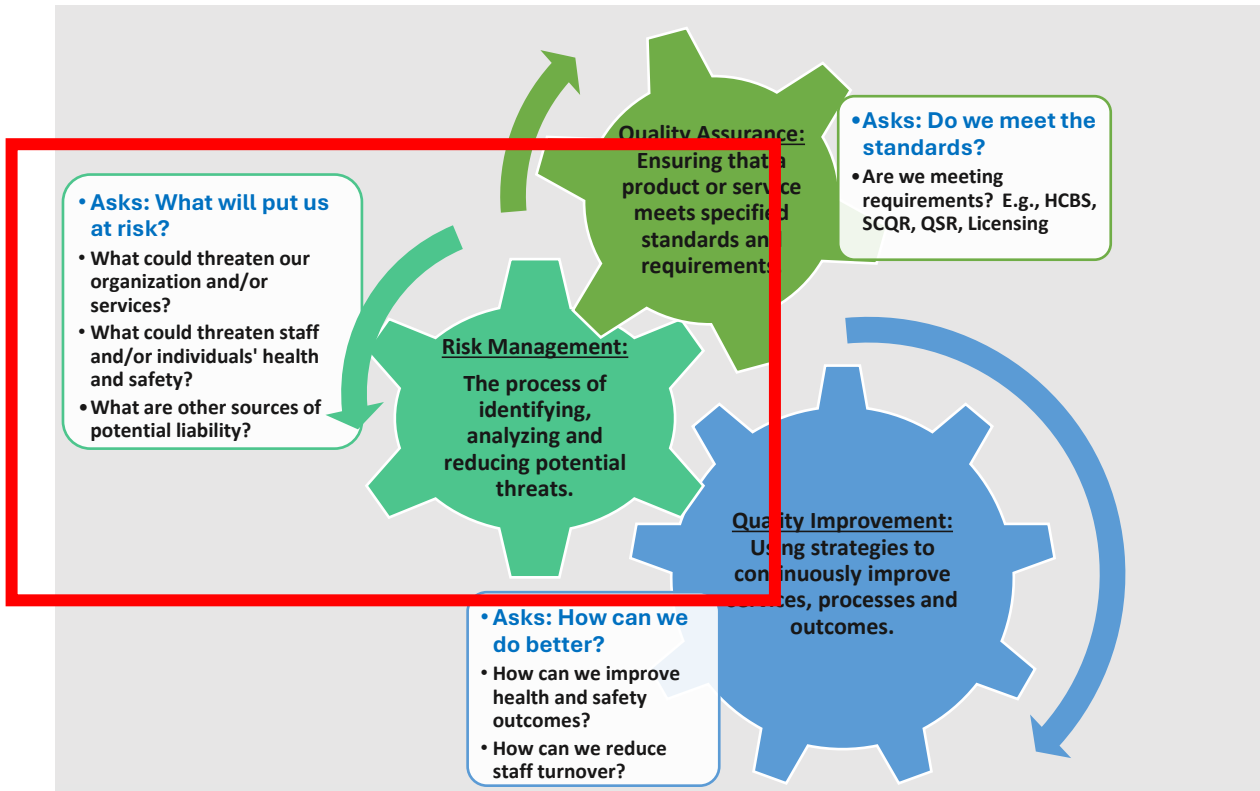 Quality Assurance:
Ensuring that a
product or service
meets specified
standards and
requirements.
•Asks: Do we meet the
standards?
•Are we meeting
requirements? E.g., HCBS,
SCQR, QSR, Licensing
• Asks: What will put us
at risk?
• What could threaten our
organization and/or
services?
• What could threaten staff
and/or individuals' health
and safety?
•What are other sources of
potential liability?
Risk Management:
The process of
identifying,
analyzing and
reducing potential
threats.
Quality Improvement:
Using strategies to
continuously improve
services, processes and
outcomes.
• Asks: How can we
do better?
• How can we improve
health and safety
outcomes?
• How can we reduce
staff turnover?